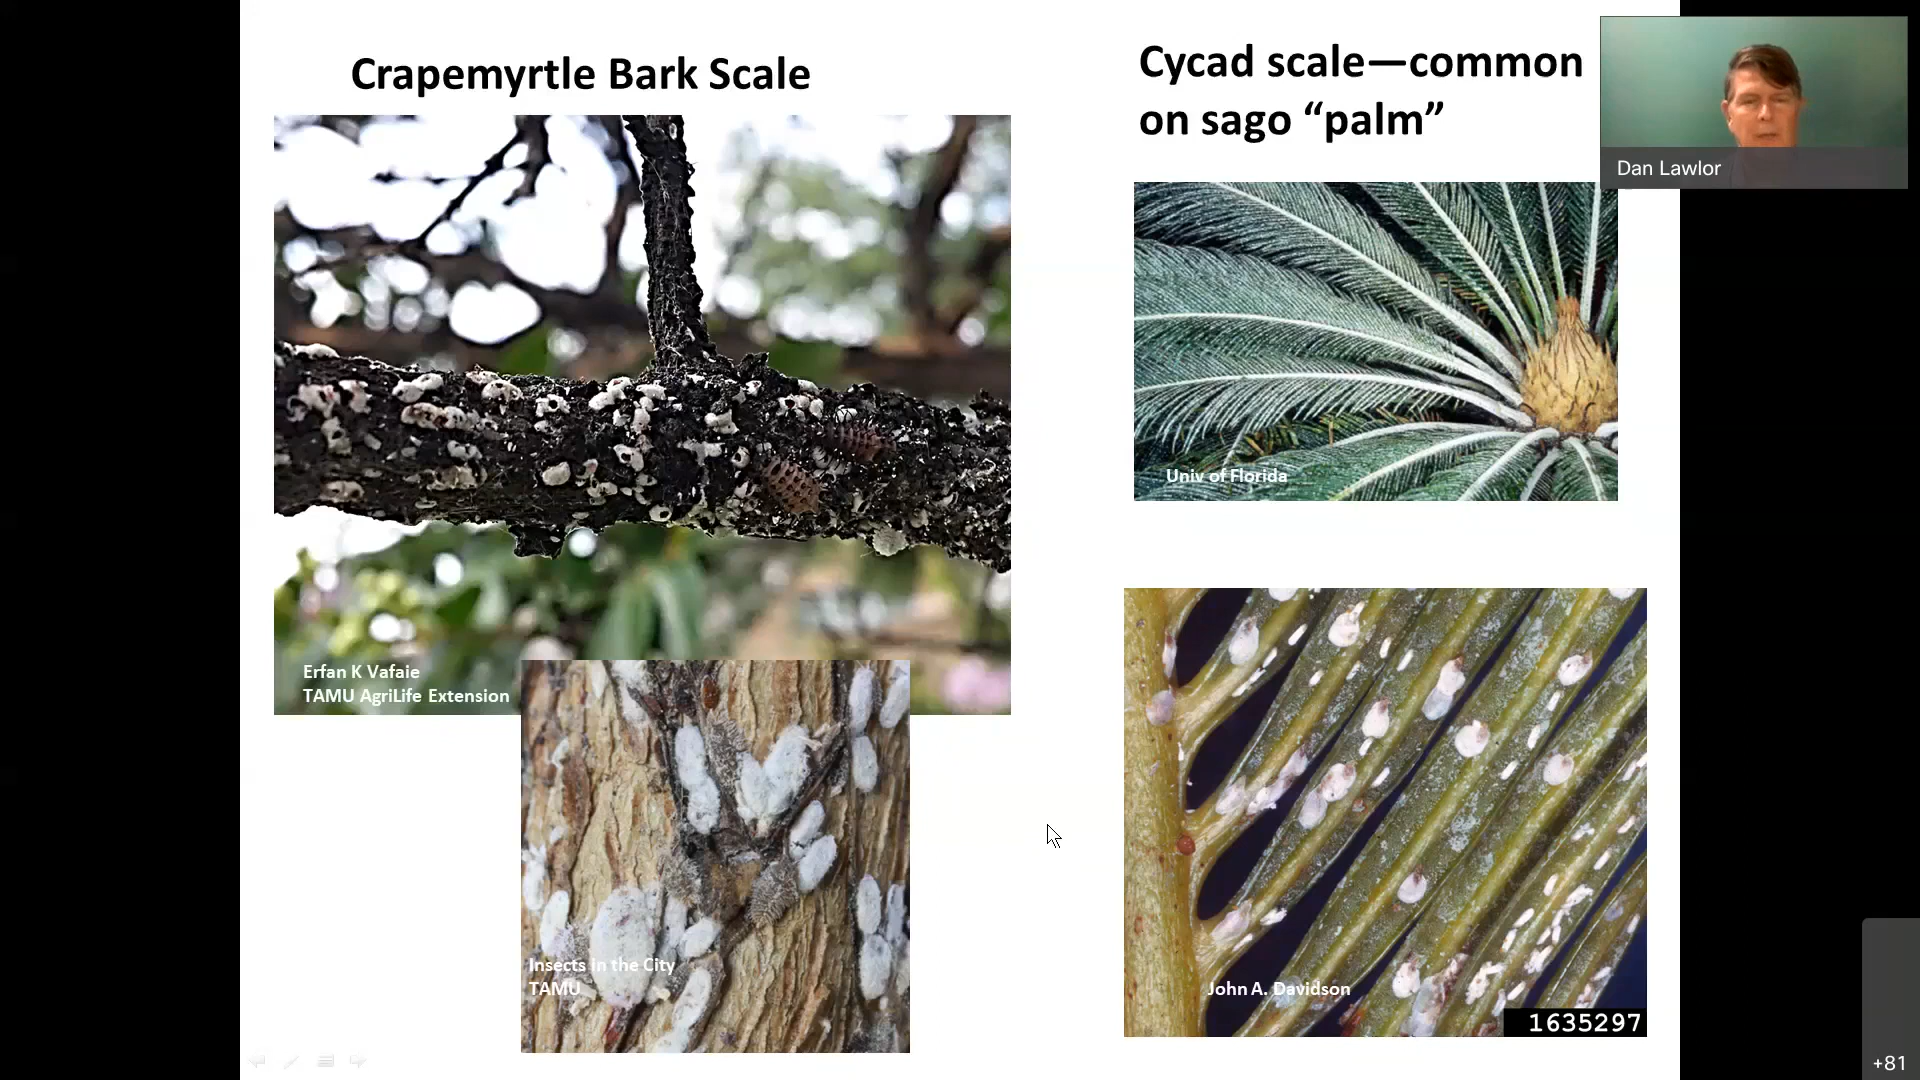 Crapemyrtle Bark Scale
Cycad scale—common
on sago “palm”
Dan Lawlor
Univ of Florida
Erfan K Vafaie
TAMU AgriLife Extension
Insects in the City
TAMU
John A. Davidson
1635297
+81